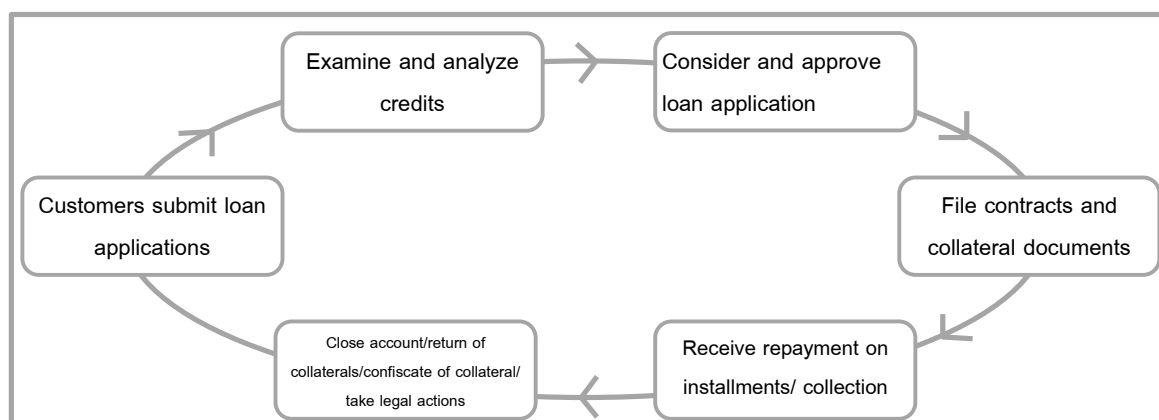 Examine and analyze
credits
Consider and approve
loan application
File contracts and
collateral documents
Receive repayment on
installments/ collection
Close account/return of
collaterals/confiscate of collateral/
take legal actions
Customers submit loan
applications